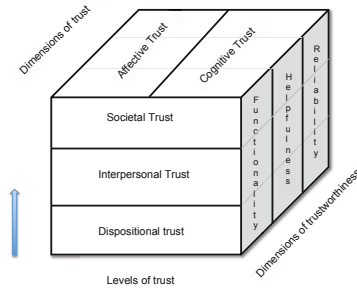 Dimensions of trust
Affective Trust
Cognitive Trust
Societal Trust
Interpersonal Trust
Dispositional trust
Functionality
Helpfulness
Reliability
Dimensions of trustworthiness
Levels of trust